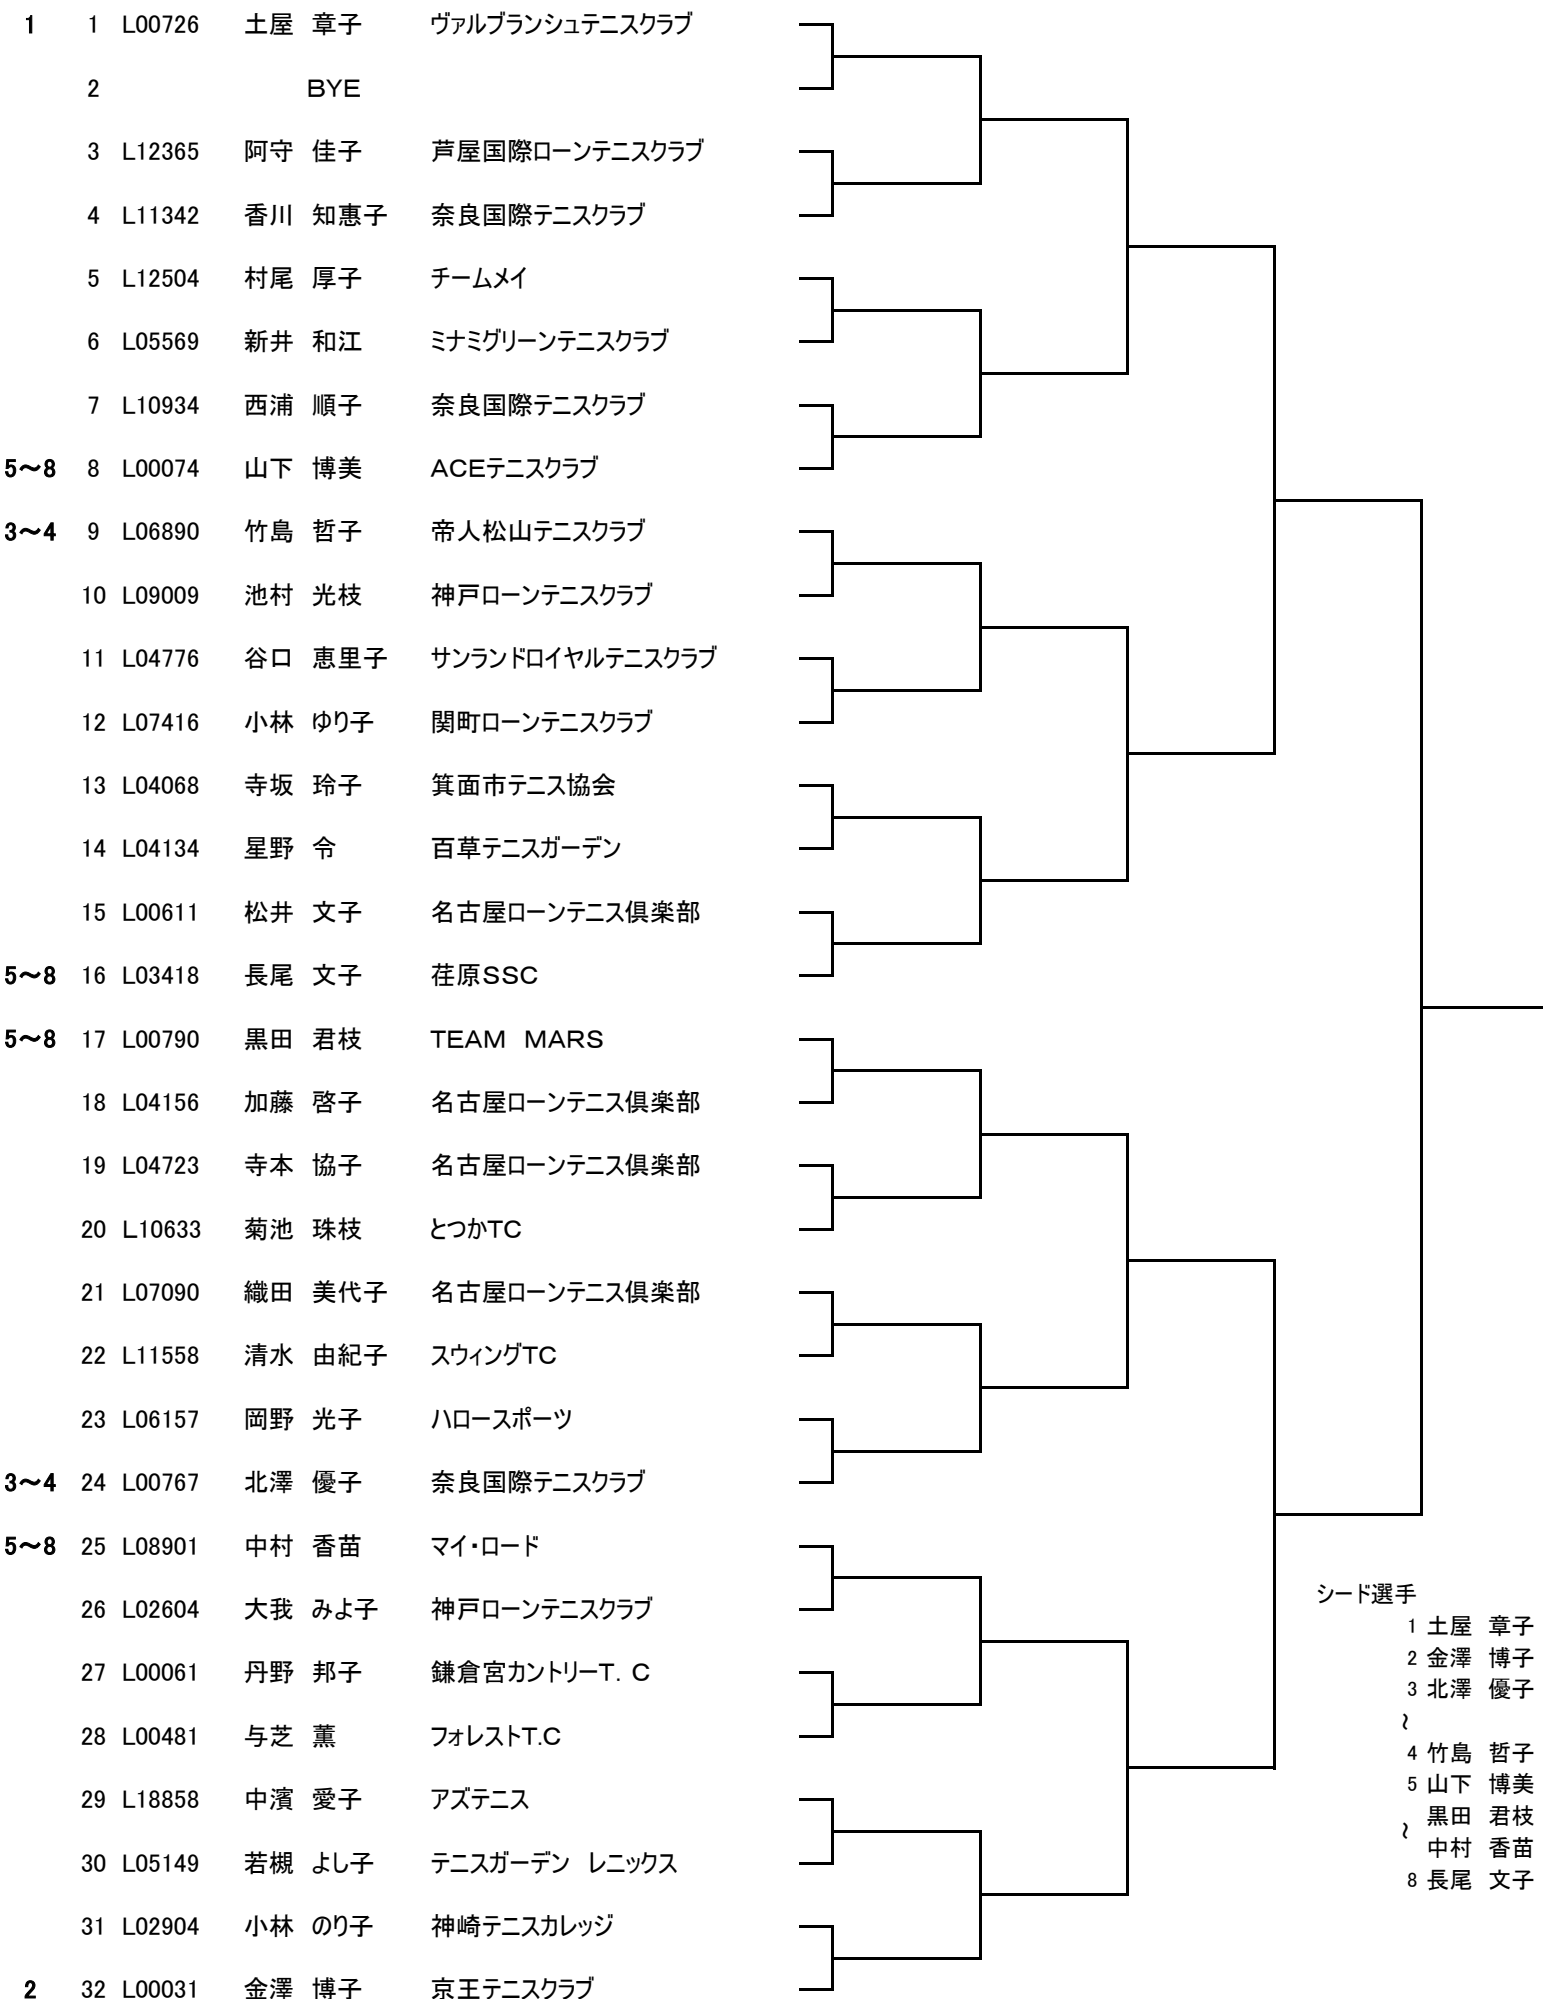 1 1 L00726 土屋 章子 ヴァルブランシュテニスクラブ
2 BYE
3 L12365 阿守 佳子 芦屋国際ローンテニスクラブ
4 L11342 香川 知惠子 奈良国際テニスクラブ
5 L12504 村尾 厚子 チームメイ
6 L05569 新井 和江 ミナミグリーンテニスクラブ
7 L10934 西浦 順子 奈良国際テニスクラブ
5～8 8 L00074 山下 博美 ACEテニスクラブ
3～4 9 L06890 竹島 哲子 帝人松山テニスクラブ
10 L09009 池村 光枝 神戸ローンテニスクラブ
11 L04776 谷口 恵里子 サンランドロイヤルテニスクラブ
12 L07416 小林 ゆり子 関町ローンテニスクラブ
13 L04068 寺坂 玲子 箕面市テニス協会
14 L04134 星野 令 百草テニスガーデン
15 L00611 松井 文子 名古屋ローンテニス倶楽部
5～8 16 L03418 長尾 文子 荏原SSC
5～8 17 L00790 黒田 君枝 TEAM MARS
18 L04156 加藤 啓子 名古屋ローンテニス倶楽部
19 L04723 寺本 協子 名古屋ローンテニス倶楽部
20 L10633 菊池 珠枝 とつかTC
21 L07090 織田 美代子 名古屋ローンテニス倶楽部
22 L11558 清水 由紀子 スウィングTC
23 L06157 岡野 光子 ハロースポーツ
3～4 24 L00767 北澤 優子 奈良国際テニスクラブ
5～8 25 L08901 中村 香苗 マイ・ロード
26 L02604 大我 みよ子 神戸ローンテニスクラブ
27 L00061 丹野 邦子 鎌倉宮カントリーT．C
28 L00481 与芝 薫 フォレストT.C
29 L18858 中濱 愛子 アズテニス
30 L05149 若槻 よし子 テニスガーデン レニックス
31 L02904 小林 のり子 神崎テニスカレッジ
2 32 L00031 金澤 博子 京王テニスクラブ
シード選手
1 土屋 章子
2 金澤 博子
3 北澤 優子
～
4 竹島 哲子
5 山下 博美
黒田 君枝
～
中村 香苗
8 長尾 文子